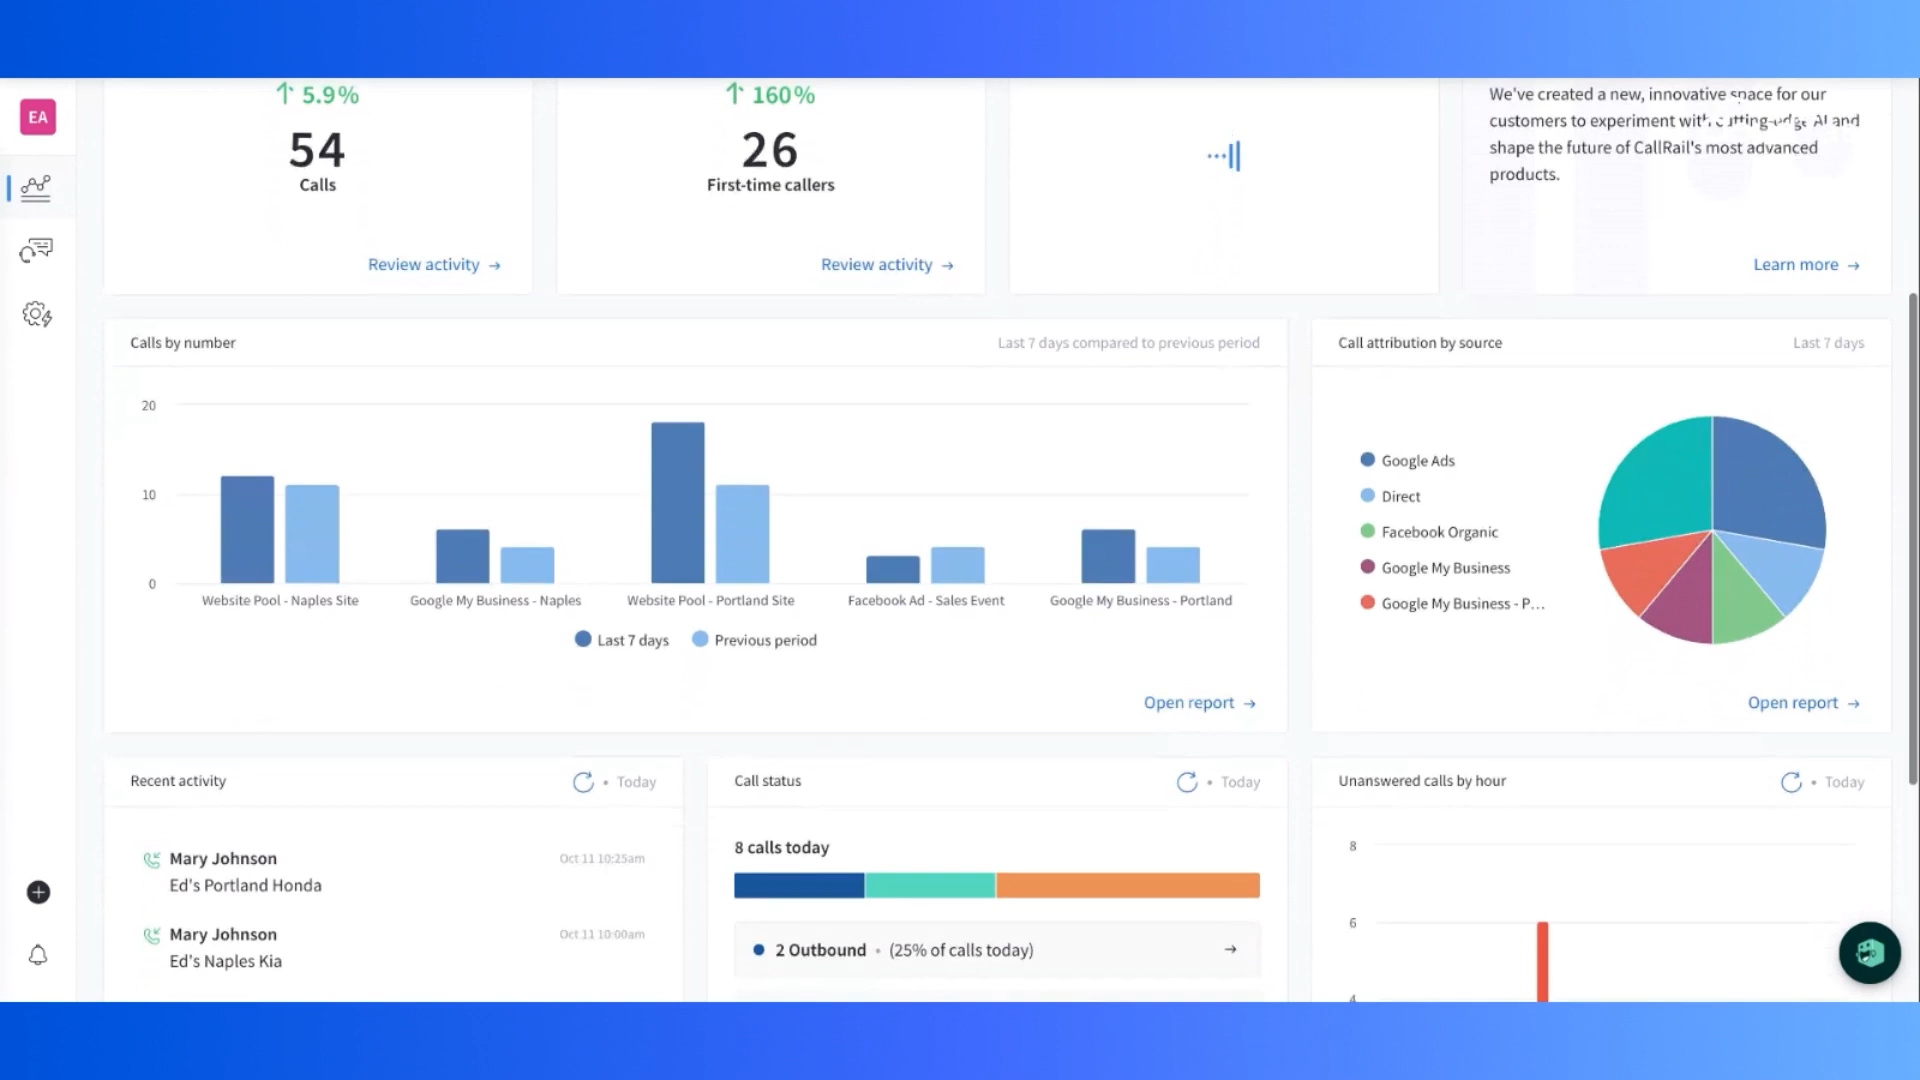 EA
↑ 5.9%
54
Calls
Review activity →
↑ 160%
26
First-time callers
Review activity →
We've created a new, innovative space for our
customers to experiment with cutting-edge AI and
shape the future of CallRail's most advanced
products.
Learn more →
Calls by number
Last 7 days compared to previous period
20
10
0
Website Pool - Naples Site
Google My Business - Naples
Website Pool - Portland Site
Facebook Ad - Sales Event
Google My Business - Portland
Last 7 days
Previous period
Open report →
Call attribution by source
Last 7 days
Google Ads
Direct
Facebook Organic
Google My Business
Google My Business - P...
Open report →
Recent activity
• Today
Mary Johnson
Oct 11 10:25am
Ed's Portland Honda
Mary Johnson
Oct 11 10:00am
Ed's Naples Kia
Call status
• Today
8 calls today
2 Outbound • (25% of calls today) →
Unanswered calls by hour
• Today
8
6
4